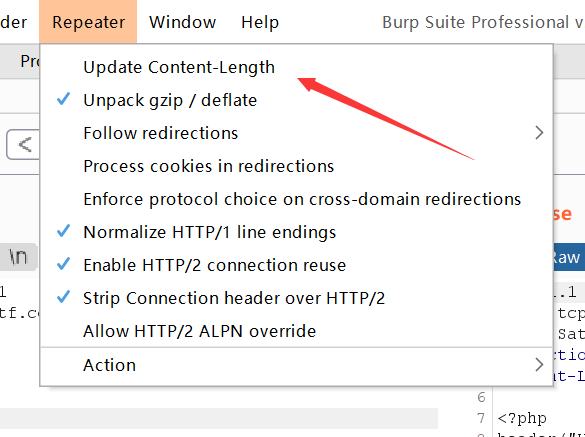 der Repeater Window Help Burp Suite Professional v
Pro
Update Content-Length
Unpack gzip / deflate
Follow redirections
<
Process cookies in redirections
Enforce protocol choice on cross-domain redirections
se
Normalize HTTP/1 line endings
\n
Raw
Enable HTTP/2 connection reuse
1
.1
Strip Connection header over HTTP/2
tf.co
tcp
Allow HTTP/2 ALPN override
Sat
Action
ctio
nt-L
6
7 <?php
8